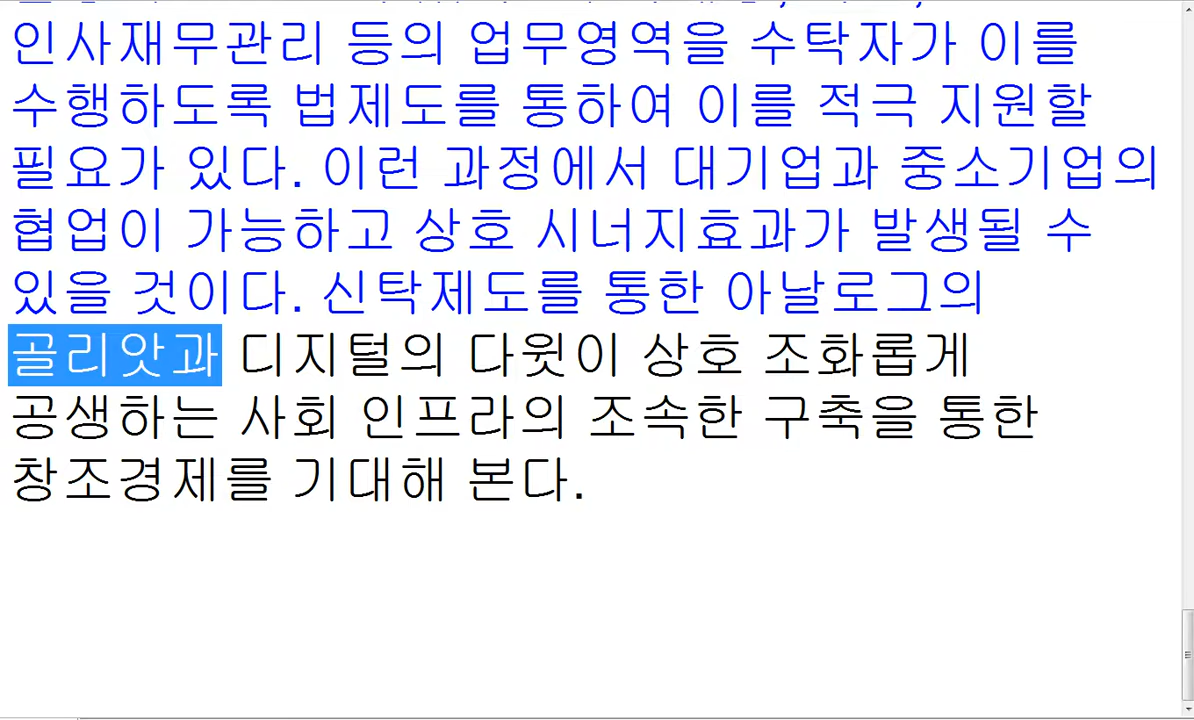 인사재무관리 등의 업무영역을 수탁자가 이를
수행하도록 법제도를 통하여 이를 적극 지원할
필요가 있다. 이런 과정에서 대기업과 중소기업의
협업이 가능하고 상호 시너지효과가 발생될 수
있을 것이다. 신탁제도를 통한 아날로그의
골리앗과 디지털의 다윗이 상호 조화롭게
공생하는 사회 인프라의 조속한 구축을 통한
창조경제를 기대해 본다.